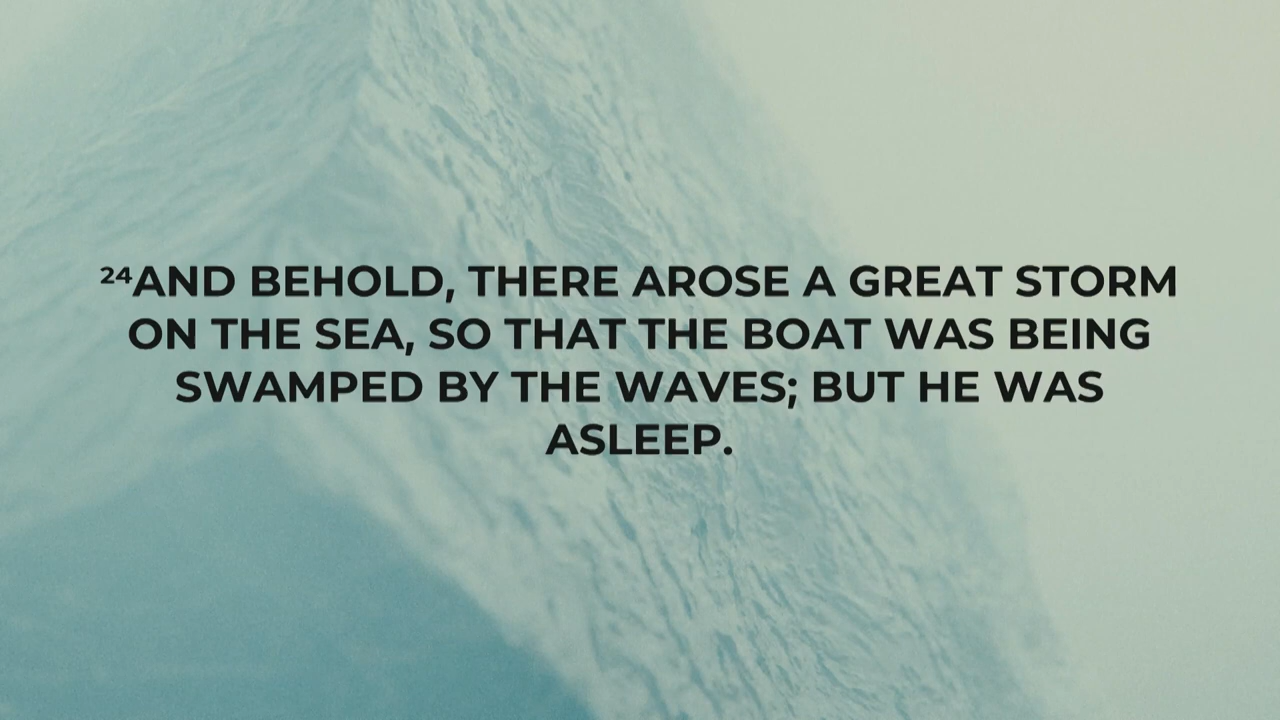 ²⁴AND BEHOLD, THERE AROSE A GREAT STORM
ON THE SEA, SO THAT THE BOAT WAS BEING
SWAMPED BY THE WAVES; BUT HE WAS
ASLEEP.